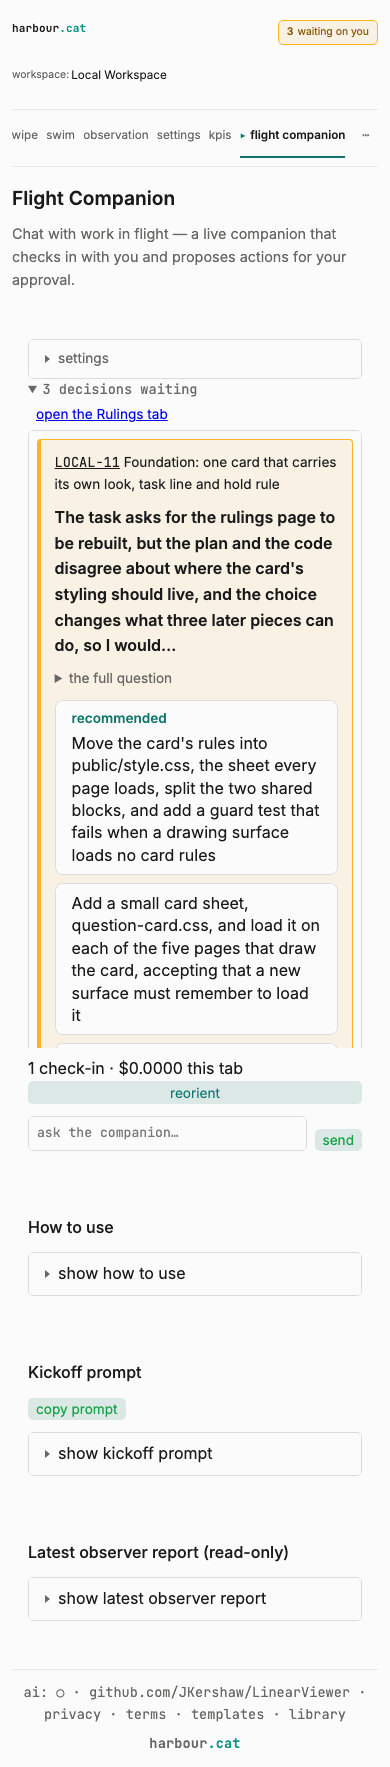 harbour.cat
3 waiting on you
workspace: Local Workspace
wipe swim observation settings kpis ▸ flight companion …
Flight Companion
Chat with work in flight — a live companion that
checks in with you and proposes actions for your
approval.
settings
3 decisions waiting
open the Rulings tab
LOCAL-11 Foundation: one card that carries
its own look, task line and hold rule
The task asks for the rulings page to
be rebuilt, but the plan and the code
disagree about where the card's
styling should live, and the choice
changes what three later pieces can
do, so I would…
the full question
recommended
Move the card's rules into
public/style.css, the sheet every
page loads, split the two shared
blocks, and add a guard test that
fails when a drawing surface
loads no card rules
Add a small card sheet,
question-card.css, and load it on
each of the five pages that draw
the card, accepting that a new
surface must remember to load
it
1 check-in · $0.0000 this tab
reorient
ask the companion…
send
How to use
show how to use
Kickoff prompt
copy prompt
show kickoff prompt
Latest observer report (read-only)
show latest observer report
ai: ○ · github.com/JKershaw/LinearViewer ·
privacy · terms · templates · library
harbour.cat